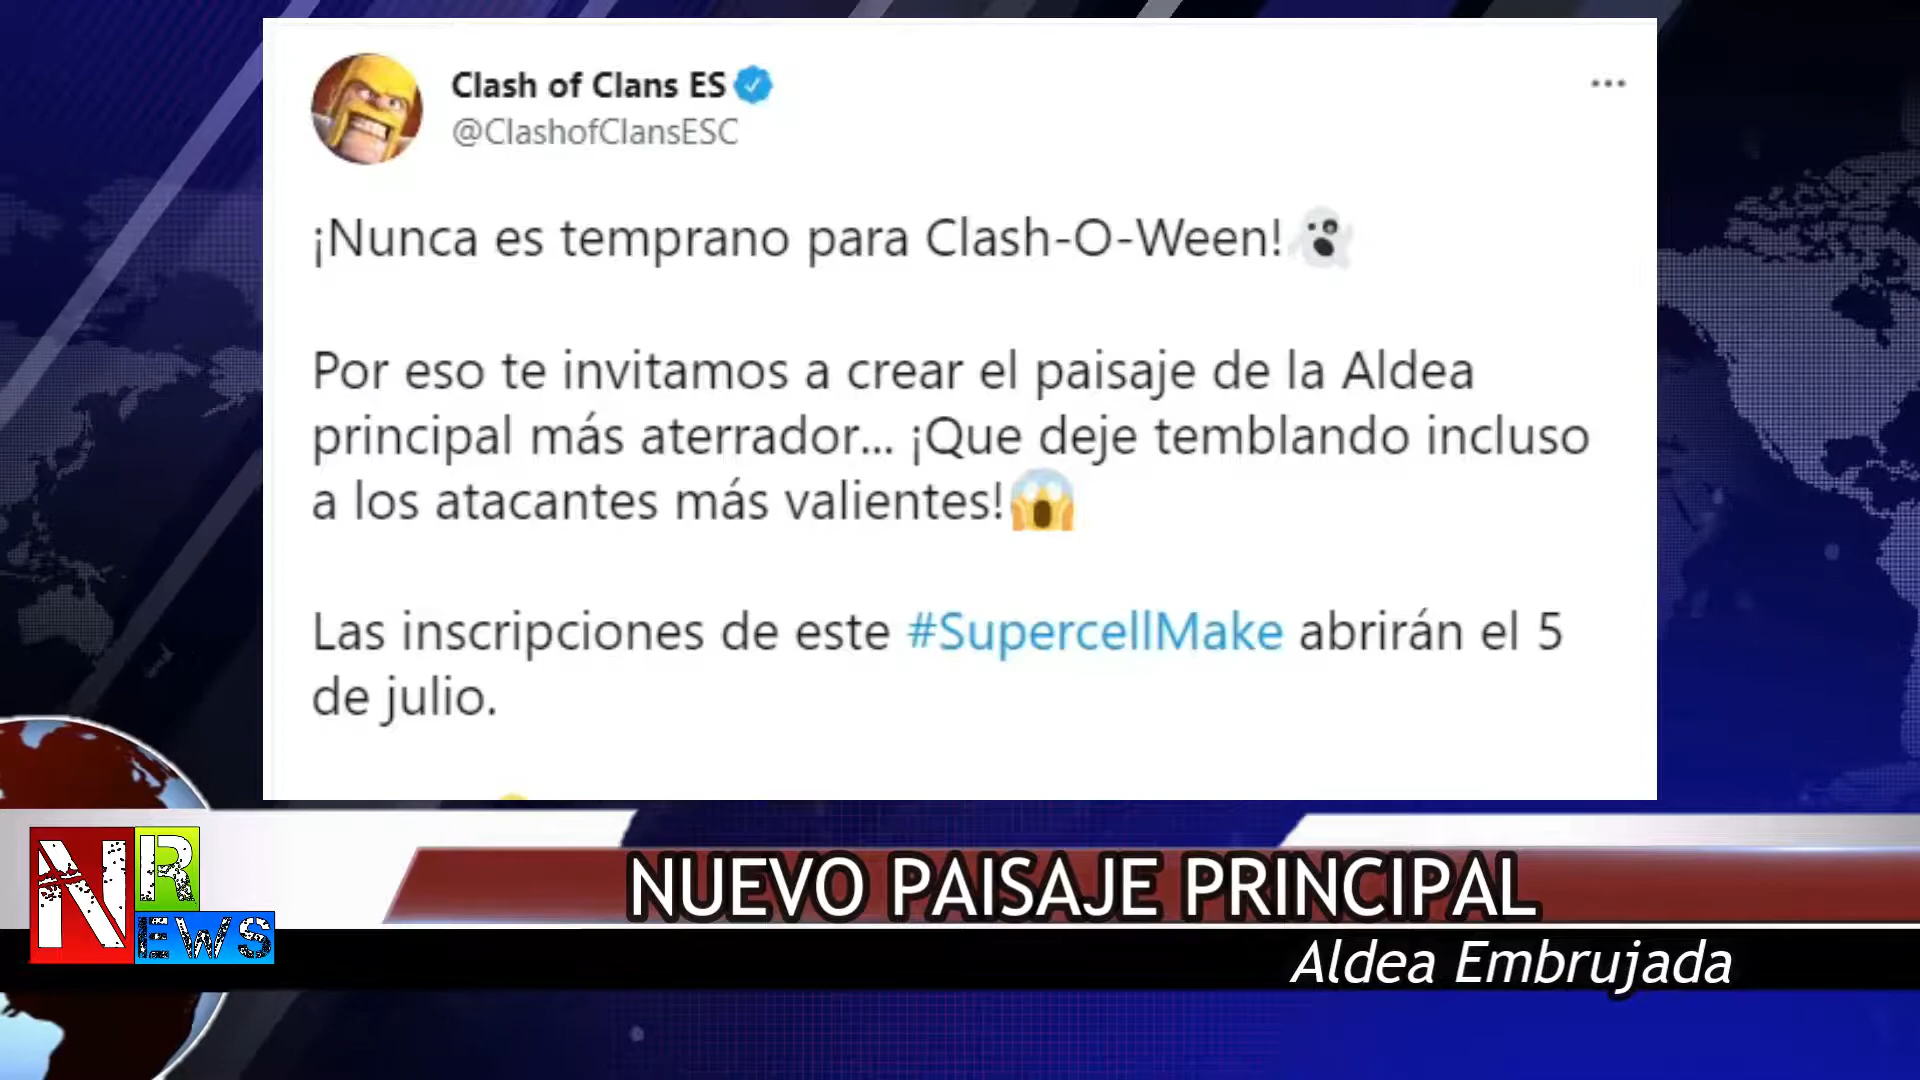 Clash of Clans ES
@ClashofClansESC
¡Nunca es temprano para Clash-O-Ween!
Por eso te invitamos a crear el paisaje de la Aldea
principal más aterrador... ¡Que deje temblando incluso
a los atacantes más valientes!
Las inscripciones de este #SupercellMake abrirán el 5
de julio.
NR
EWS
NUEVO PAISAJE PRINCIPAL
Aldea Embrujada